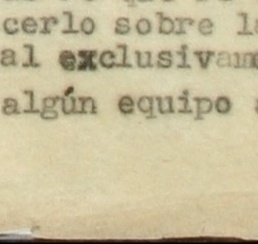 cerlo sobre l
al exclusivam
algún equipo a